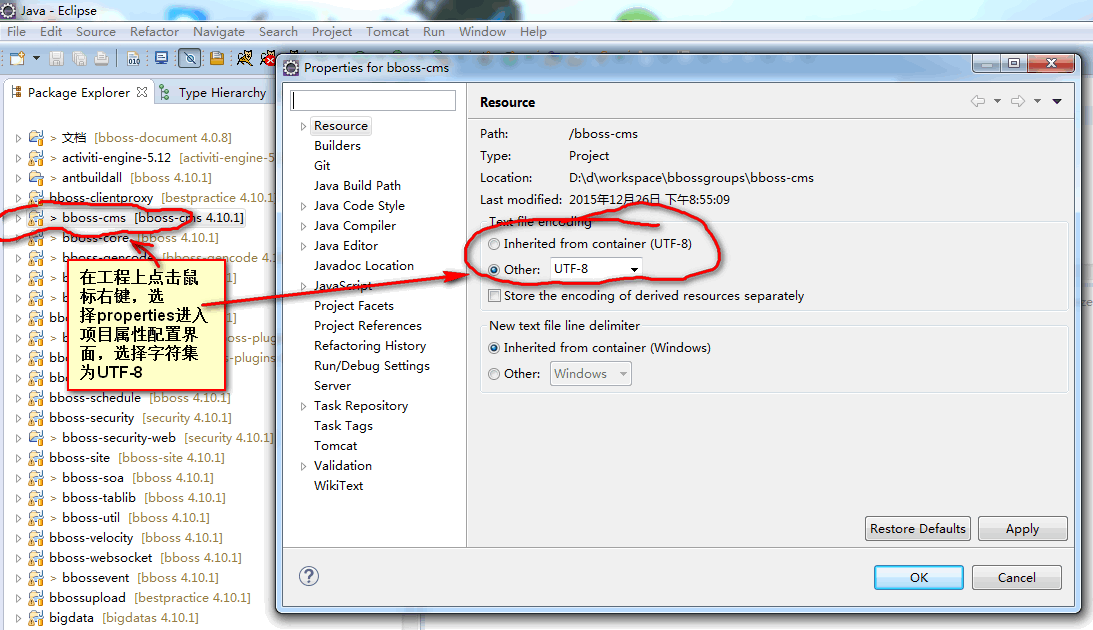 Java - Eclipse
File Edit Source Refactor Navigate Search Project Tomcat Run Window Help
010
Package Explorer
Type Hierarchy
> 文档 [bboss-document 4.0.8]
> activiti-engine-5.12 [activiti-engine-5
> antbuildall [bboss 4.10.1]
bboss-clientproxy [bestpractice 4.10.1
> bboss-cms [bboss-cms 4.10.1]
> bboss-core [bboss 4.10.1]
> bboss-gencode [bboss-gencode 4
10.1]
10.1]
boss-plug
s-plugins
> bboss-schedule [bboss 4.10.1]
bboss-security [security 4.10.1]
> bboss-security-web [security 4.10.1]
bboss-site [bboss-site 4.10.1]
> bboss-soa [bboss 4.10.1]
> bboss-tablib [bboss 4.10.1]
> bboss-util [bboss 4.10.1]
bboss-velocity [bboss 4.10.1]
bboss-websocket [bboss 4.10.1]
> bbossevent [bboss 4.10.1]
bbossupload [bestpractice 4.10.1]
bigdata [bigdatas 4.10.1]
在工程上点击鼠
标右键，选
择properties进入
项目属性配置界
面，选择字符集
为UTF-8
Properties for bboss-cms
Resource
Builders
Git
Java Build Path
Java Code Style
Java Compiler
Java Editor
Javadoc Location
JavaScript
Project Facets
Project References
Refactoring History
Run/Debug Settings
Server
Task Repository
Task Tags
Tomcat
Validation
WikiText
Resource
Path: /bboss-cms
Type: Project
Location: D:\d\workspace\bbossgroups\bboss-cms
Last modified: 2015年12月26日 下午8:55:09
Text file encoding
Inherited from container (UTF-8)
Other: UTF-8
Store the encoding of derived resources separately
New text file line delimiter
Inherited from container (Windows)
Other: Windows
Restore Defaults Apply
? OK Cancel